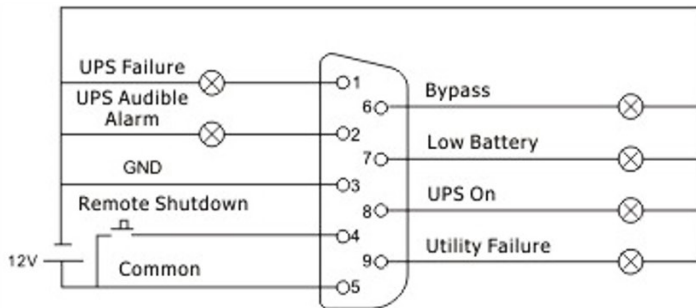 UPS Failure
1
UPS Audible
Alarm
2
GND
3
Remote Shutdown
4
12V
Common
5
6
Bypass
7
Low Battery
8
UPS On
9
Utility Failure